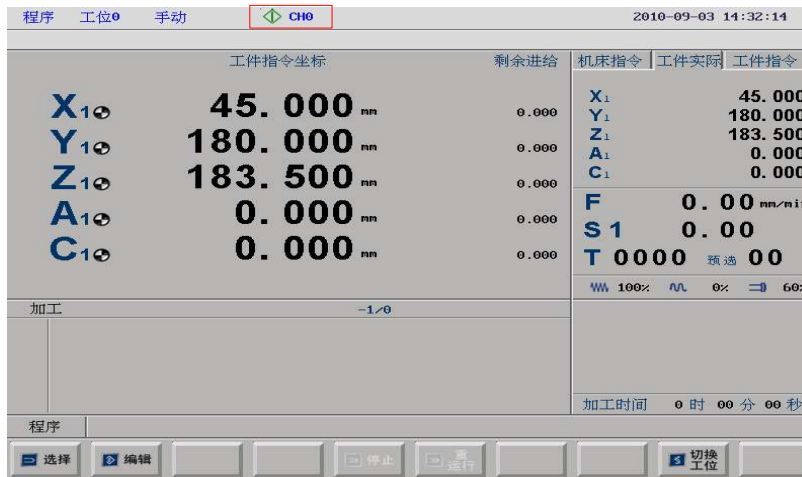 程序 工位0 手动 CH0 2010-09-03 14:32:14
工件指令坐标 剩余进给 机床指令 工件实际 工件指令
X1 45.000 mm 0.000
Y1 180.000 mm 0.000
Z1 183.500 mm 0.000
A1 0.000 mm 0.000
C1 0.000 mm 0.000
X1 45.000
Y1 180.000
Z1 183.500
A1 0.000
C1 0.000
F 0.00 mm/mi
S1 0.00
T 0000 预选 00
100% 0% 60%
加工 -1/0
加工时间 0 时 00 分 00 秒
程序
选择 编辑 停止 重运行 切换工位